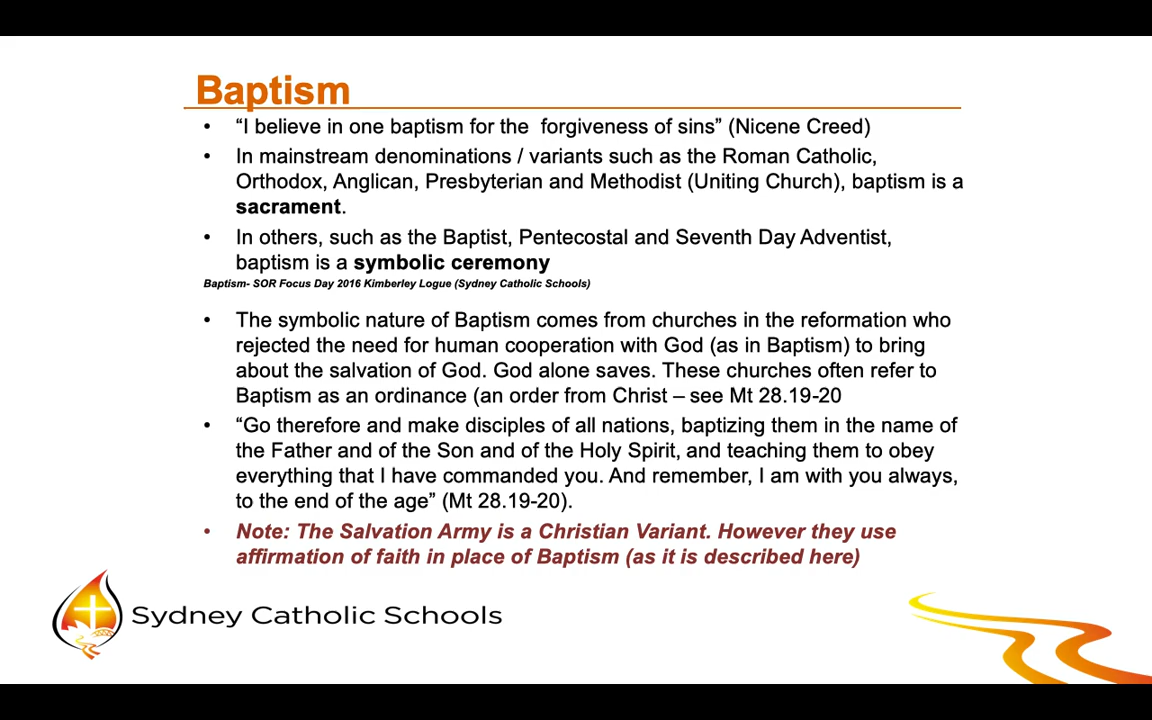 Baptism
• “I believe in one baptism for the  forgiveness of sins” (Nicene Creed)
• In mainstream denominations / variants such as the Roman Catholic,
Orthodox, Anglican, Presbyterian and Methodist (Uniting Church), baptism is a
sacrament.
• In others, such as the Baptist, Pentecostal and Seventh Day Adventist,
baptism is a symbolic ceremony
Baptism- SOR Focus Day 2016 Kimberley Logue (Sydney Catholic Schools)
• The symbolic nature of Baptism comes from churches in the reformation who
rejected the need for human cooperation with God (as in Baptism) to bring
about the salvation of God. God alone saves. These churches often refer to
Baptism as an ordinance (an order from Christ – see Mt 28.19-20
• “Go therefore and make disciples of all nations, baptizing them in the name of
the Father and of the Son and of the Holy Spirit, and teaching them to obey
everything that I have commanded you. And remember, I am with you always,
to the end of the age” (Mt 28.19-20).
• Note: The Salvation Army is a Christian Variant. However they use
affirmation of faith in place of Baptism (as it is described here)
Sydney Catholic Schools